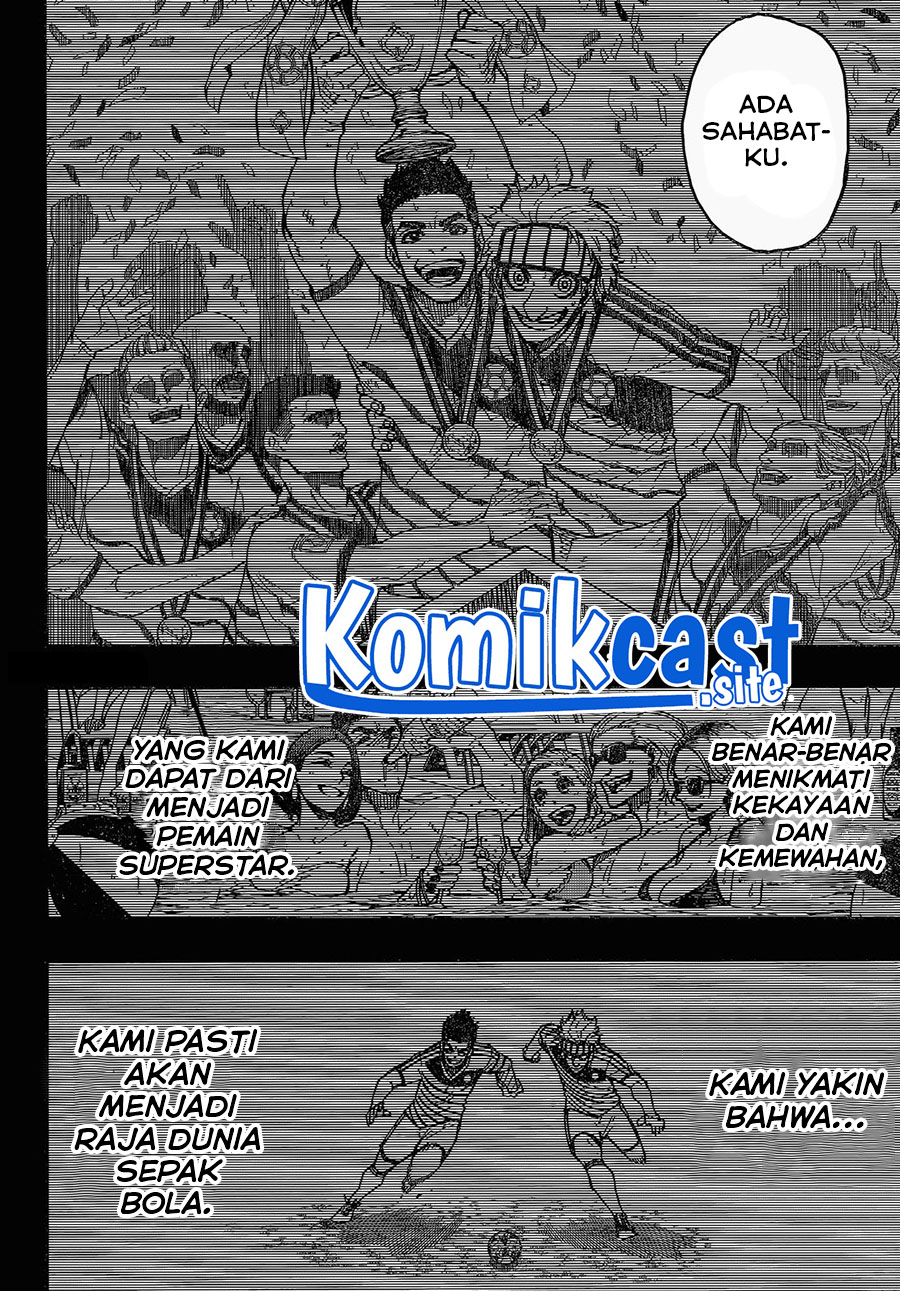 ADA
SAHABAT-
KU.
Komikcast
.site
KAMI
BENAR-BENAR
MENIKMATI
KEKAYAAN
DAN
KEMEWAHAN,
YANG KAMI
DAPAT DARI
MENJADI
PEMAIN
SUPERSTAR.
KAMI YAKIN
BAHWA...
KAMI PASTI
AKAN
MENJADI
RAJA DUNIA
SEPAK
BOLA.